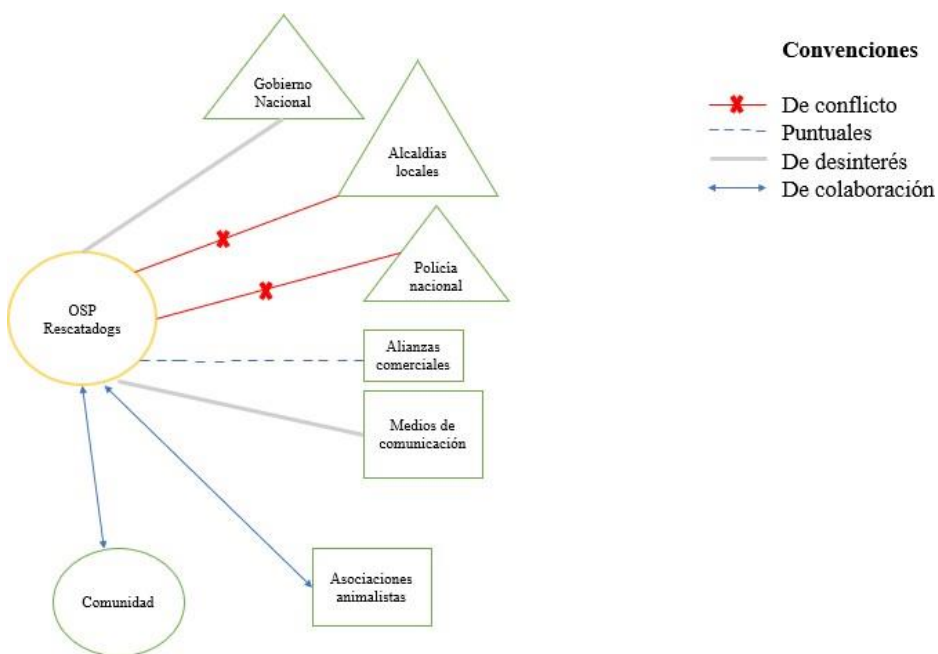 Gobierno
Nacional
Alcaldías
locales
Policía
nacional
OSP
Rescatadogs
Alianzas
comerciales
Medios de
comunicación
Comunidad
Asociaciones
animalistas
Convenciones
De conflicto
Puntuales
De desinterés
De colaboración